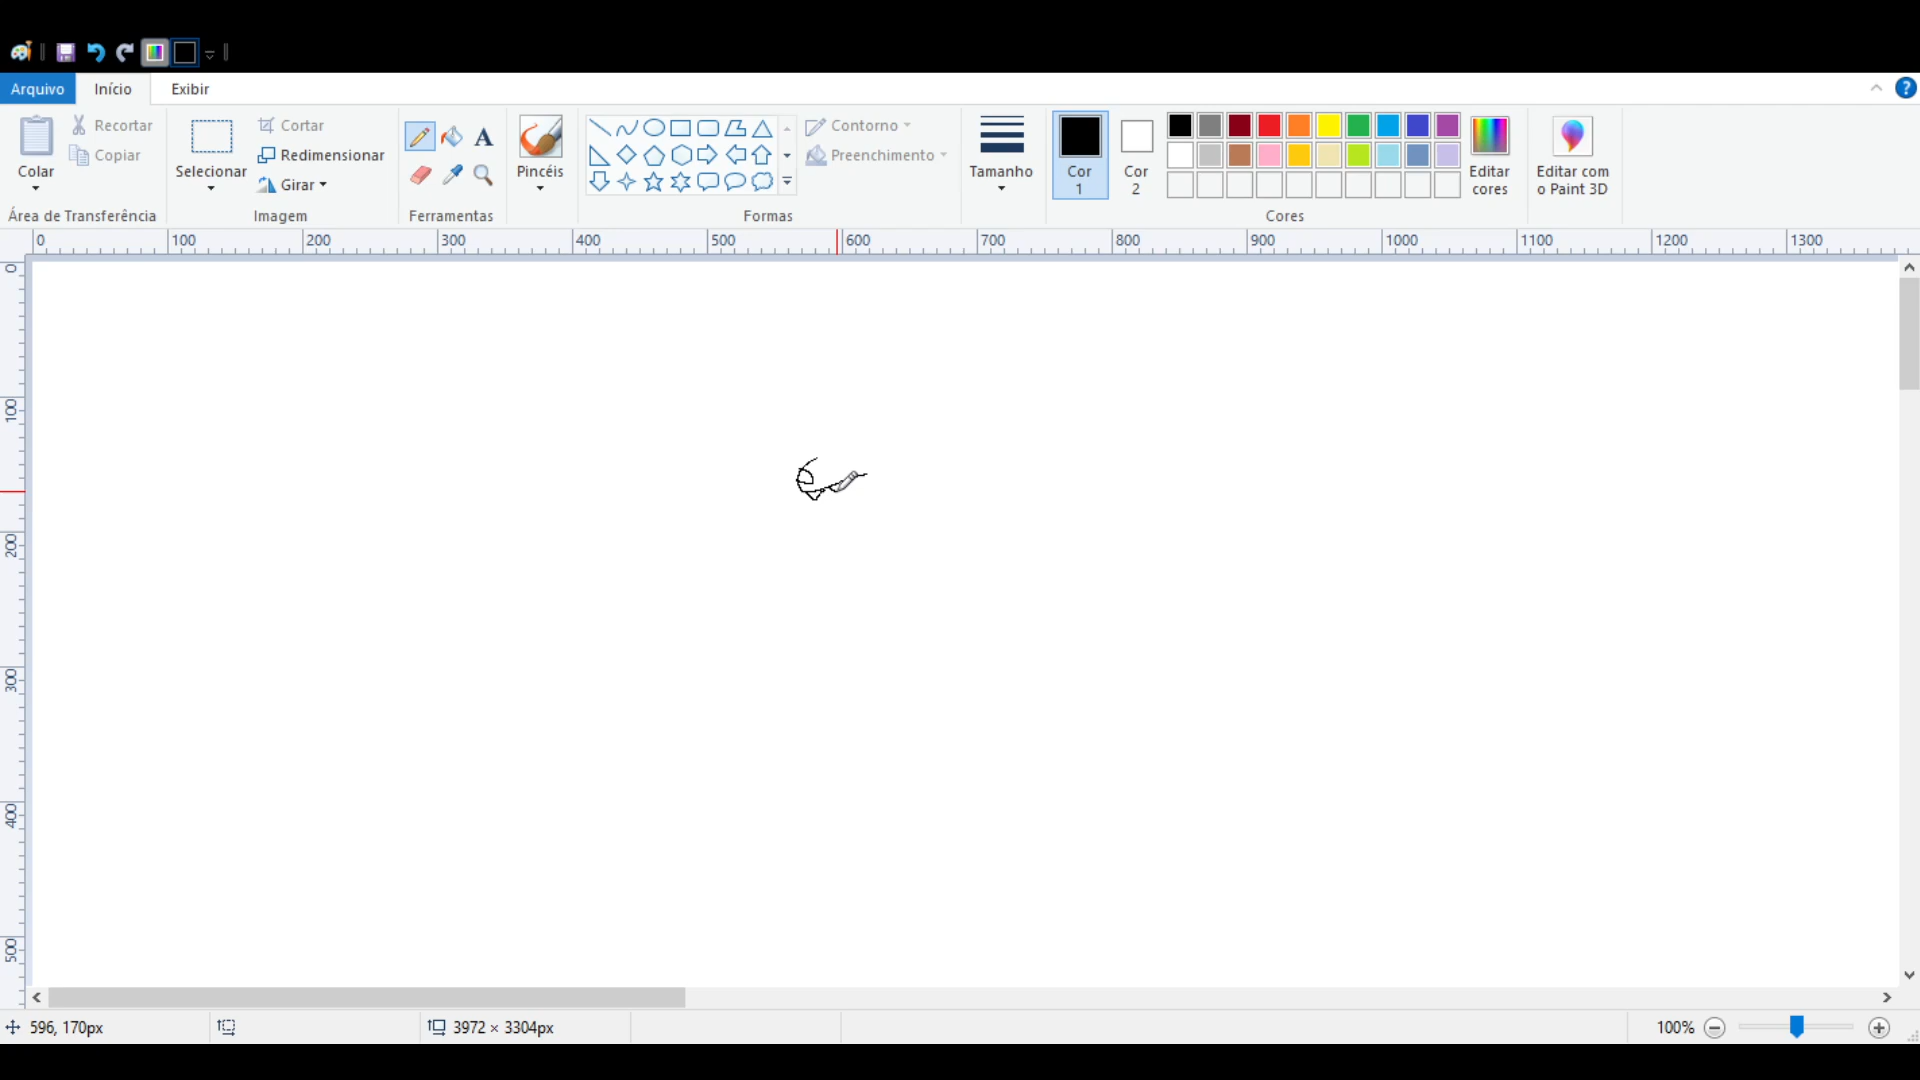 Arquivo Início Exibir
Colar
Recortar
Copiar
Área de Transferência
Selecionar
Cortar
Redimensionar
Girar
Imagem
A
Ferramentas
Pincéis
Formas
Contorno
Preenchimento
Tamanho
Cor
1
Cor
2
Editar
cores
Cores
Editar com
o Paint 3D
?
0 100 200 300 400 500 600 700 800 900 1000 1100 1200 1300
0
100
200
300
400
500
596, 170px
3972 × 3304px
100%